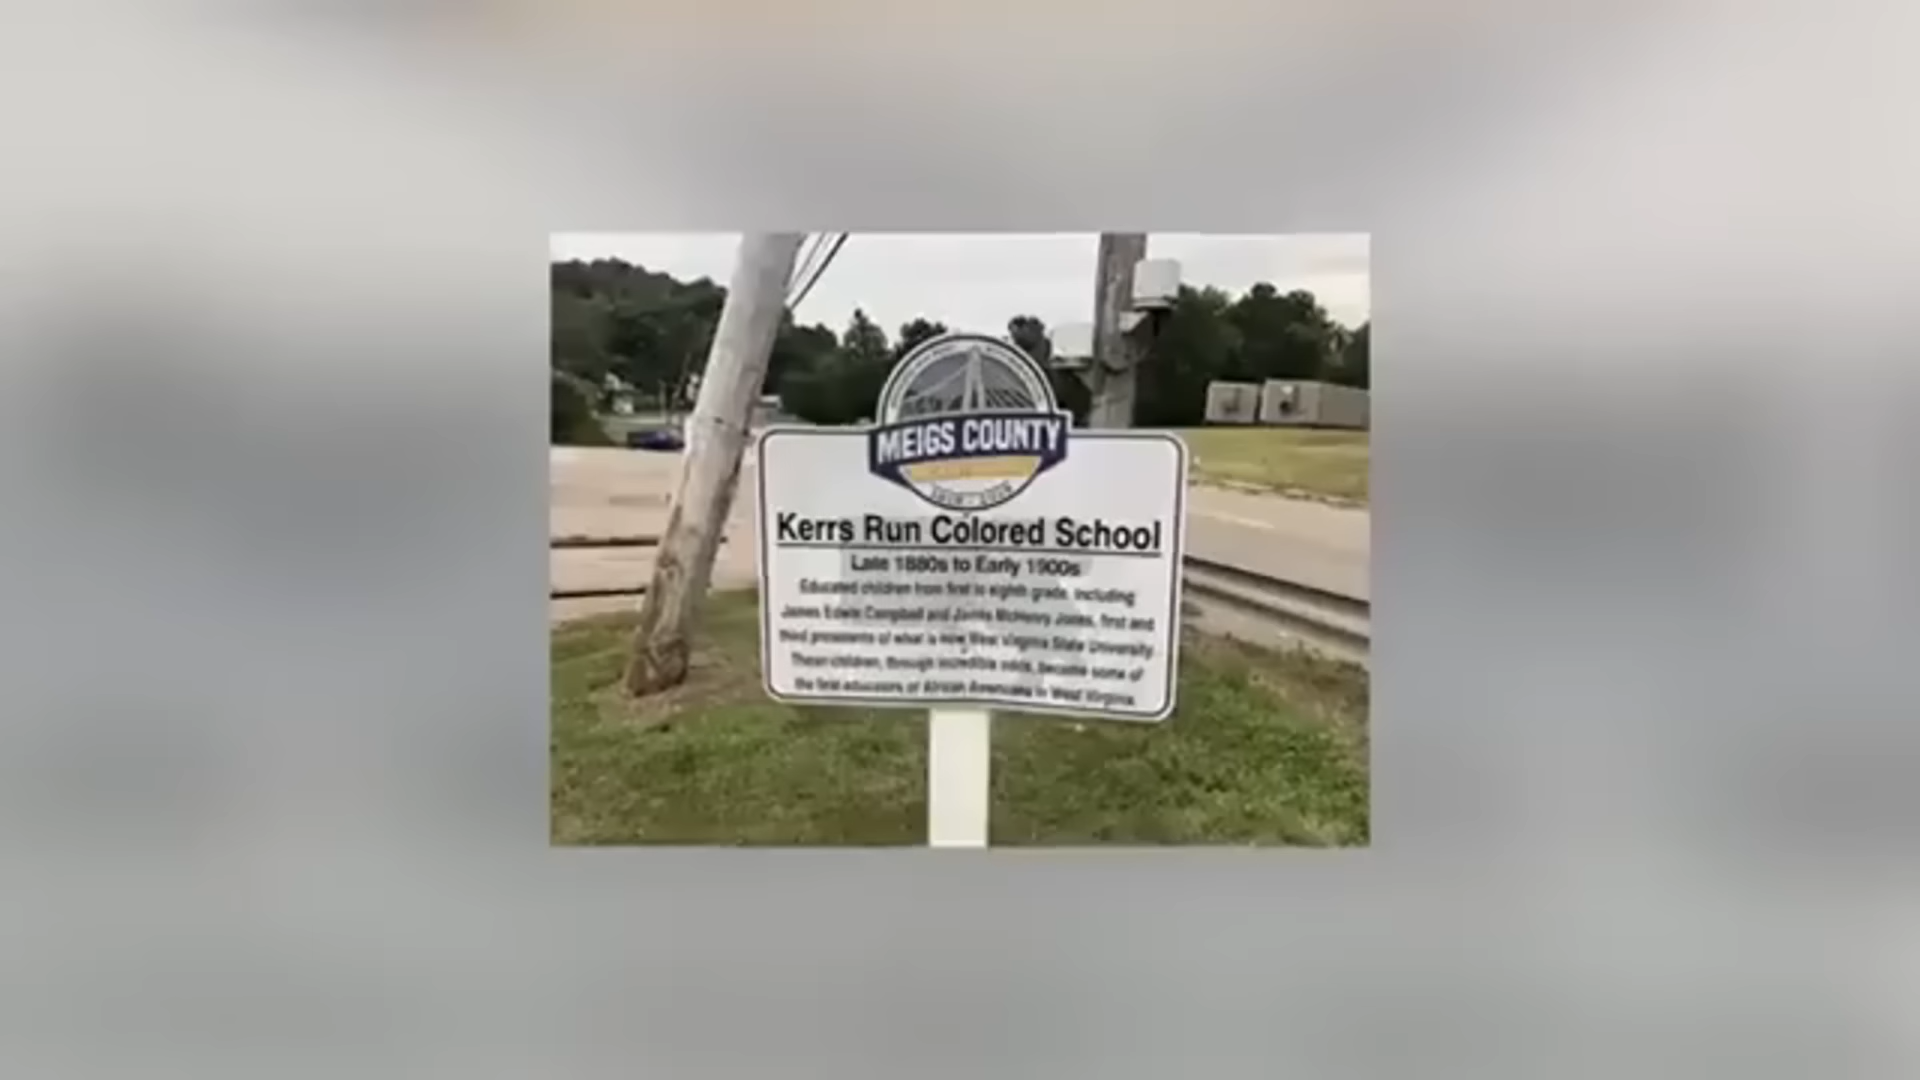 MEIGS COUNTY
1819 - 2019
Kerrs Run Colored School
Late 1880s to Early 1900s
Educated children from first to eighth grade, including
James Edwin Campbell and James McHenry Jones, first and
third presidents of what is now West Virginia State University.
These children, through incredible odds, became some of
the first educators of African Americans in West Virginia.